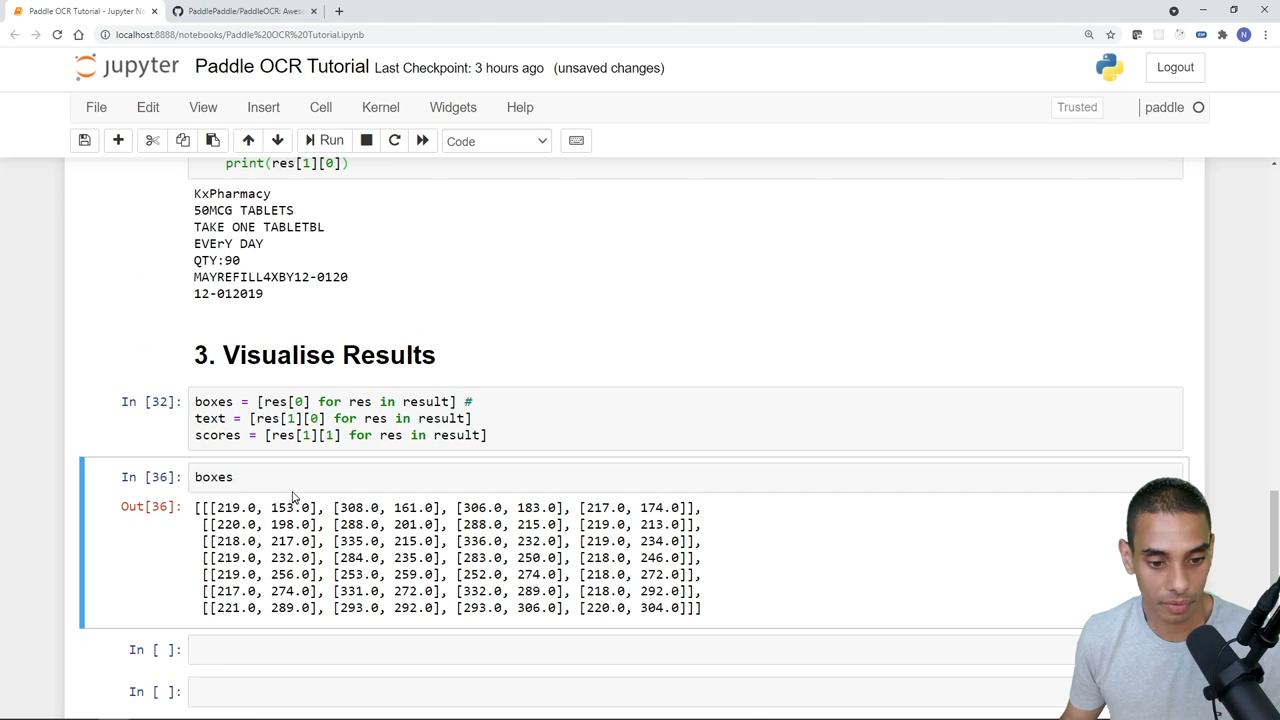 Paddle OCR Tutorial - Jupyter No
PaddlePaddle/PaddleOCR: Awes
localhost:8888/notebooks/Paddle%20OCR%20Tutorial.ipynb
EIP
N
jupyter Paddle OCR Tutorial Last Checkpoint: 3 hours ago (unsaved changes)
Logout
File Edit View Insert Cell Kernel Widgets Help
Trusted
paddle
Run
Code
print(res[1][0])
KxPharmacy
50MCG TABLETS
TAKE ONE TABLETBL
EVErY DAY
QTY:90
MAYREFILL4XBY12-0120
12-012019
3. Visualise Results
In [32]: boxes = [res[0] for res in result] #
text = [res[1][0] for res in result]
scores = [res[1][1] for res in result]
In [36]: boxes
Out[36]: [[[219.0, 153.0], [308.0, 161.0], [306.0, 183.0], [217.0, 174.0]],
[[220.0, 198.0], [288.0, 201.0], [288.0, 215.0], [219.0, 213.0]],
[[218.0, 217.0], [335.0, 215.0], [336.0, 232.0], [219.0, 234.0]],
[[219.0, 232.0], [284.0, 235.0], [283.0, 250.0], [218.0, 246.0]],
[[219.0, 256.0], [253.0, 259.0], [252.0, 274.0], [218.0, 272.0]],
[[217.0, 274.0], [331.0, 272.0], [332.0, 289.0], [218.0, 292.0]],
[[221.0, 289.0], [293.0, 292.0], [293.0, 306.0], [220.0, 304.0]]]
In [ ]:
In [ ]: